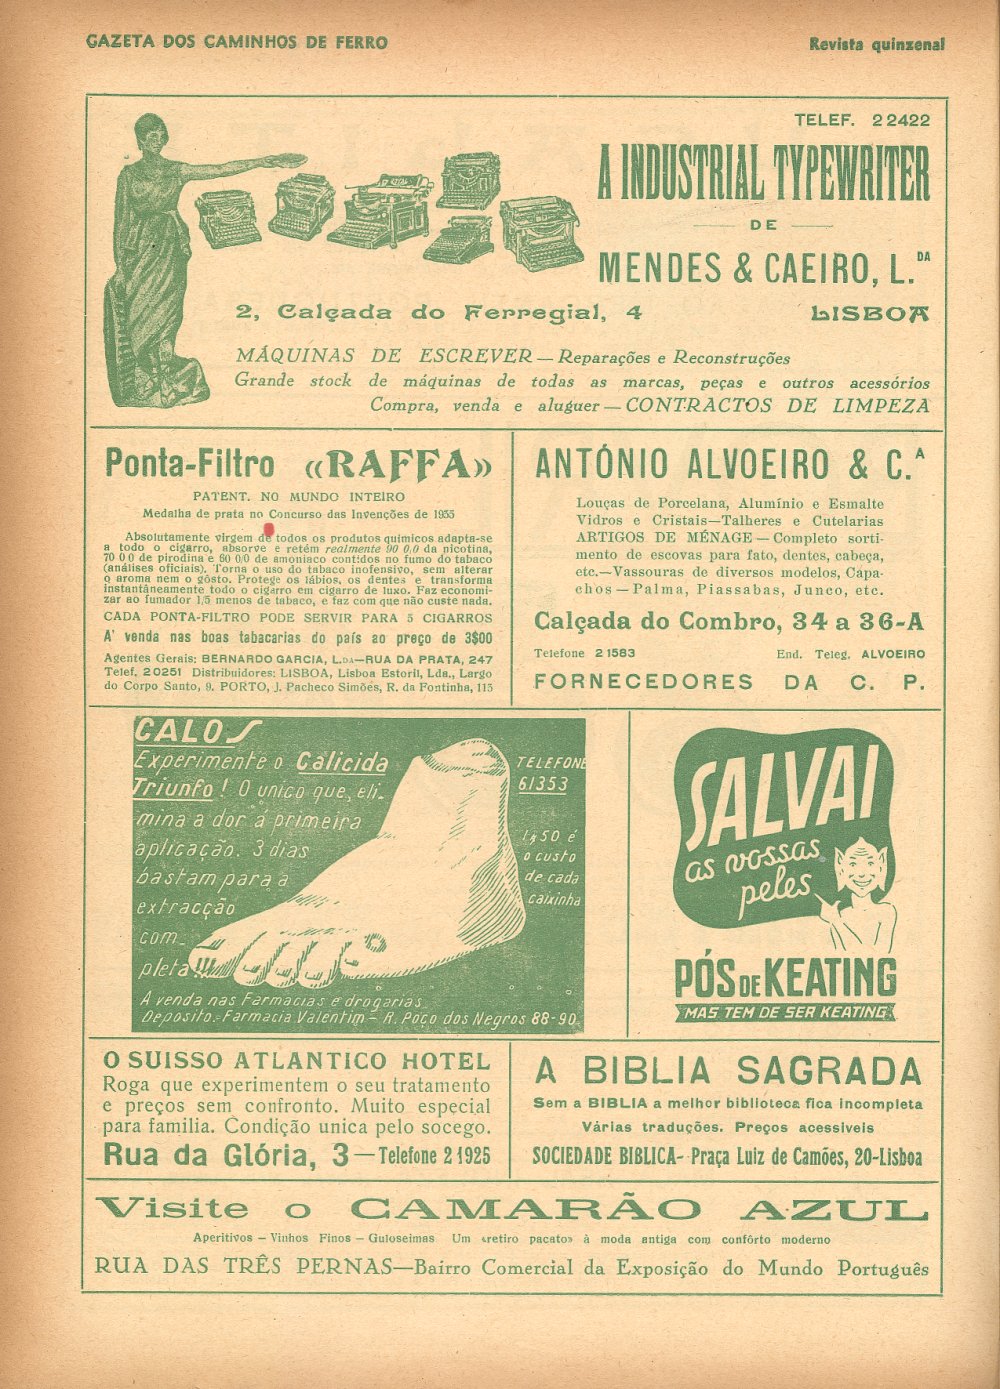 GAZETA DOS CAMINHOS DE FERRO
Revista quinzenal
TELEF. 22422
A INDUSTRIAL TYPEWRITER
DE
MENDES & CAEIRO, L.DA
2, Calçada do Ferregial, 4 LISBOA
MÁQUINAS DE ESCREVER — Reparações e Reconstruções
Grande stock de máquinas de todas as marcas, peças e outros acessórios
Compra, venda e aluguer — CONTRACTOS DE LIMPEZA
Ponta-Filtro «RAFFA»
PATENT. NO MUNDO INTEIRO
Medalha de prata no Concurso das Invenções de 1935
Absolutamente virgem de todos os produtos químicos adapta-se
a todo o cigarro, absorve e retém realmente 90 0/0 da nicotina,
70 0 0 de pirodina e 60 0/0 de amoniaco contidos no fumo do tabaco
(análises oficiais). Torna o uso do tabaco inofensivo, sem alterar
o aroma nem o gôsto. Protege os lábios, os dentes e transforma
instantâneamente todo o cigarro em cigarro de luxo. Faz economi-
zar ao fumador 1/5 menos de tabaco, e faz com que não custe nada.
CADA PONTA-FILTRO PODE SERVIR PARA 5 CIGARROS
A' venda nas boas tabacarias do país ao preço de 3$00
Agentes Gerais: BERNARDO GARCIA, L.DA—RUA DA PRATA, 247
Telef. 20251 Distribuidores: LISBOA, Lisboa Estoril, Lda., Largo
do Corpo Santo, 9. PORTO, J. Pacheco Simões, R. da Fontinha, 115
ANTÓNIO ALVOEIRO & C.A
Louças de Porcelana, Alumínio e Esmalte
Vidros e Cristais—Talheres e Cutelarias
ARTIGOS DE MÉNAGE — Completo sorti-
mento de escovas para fato, dentes, cabeça,
etc.—Vassouras de diversos modelos, Capa-
chos — Palma, Piassabas, Junco, etc.
Calçada do Combro, 34 a 36-A
Telefone 21583 End. Teleg. ALVOEIRO
FORNECEDORES DA C. P.
CALOS
Experimente o Calicida
Triunfo! O unico que, eli-
mina a dor á primeira
aplicação. 3 dias
bastam para a
extracção
com-
pleta!!!
TELEFONE
61353
1$50 é
o custo
de cada
caixinha
A venda nas Farmacias e drogarias
Deposito.-Farmacia Valentim - R. Poço dos Negros 88-90
SALVAI
as vossas
peles
PÓS DE KEATING
MAS TEM DE SER KEATING
O SUISSO ATLANTICO HOTEL
Roga que experimentem o seu tratamento
e preços sem confronto. Muito especial
para familia. Condição unica pelo socego.
Rua da Glória, 3 — Telefone 2 1925
A BIBLIA SAGRADA
Sem a BIBLIA a melhor biblioteca fica incompleta
Várias traduções. Preços acessiveis
SOCIEDADE BIBLICA- Praça Luiz de Camões, 20-Lisboa
Visite o CAMARÃO AZUL
Aperitivos — Vinhos Finos — Guloseimas Um «retiro pacato» à moda antiga com confôrto moderno
RUA DAS TRÊS PERNAS—Bairro Comercial da Exposição do Mundo Português